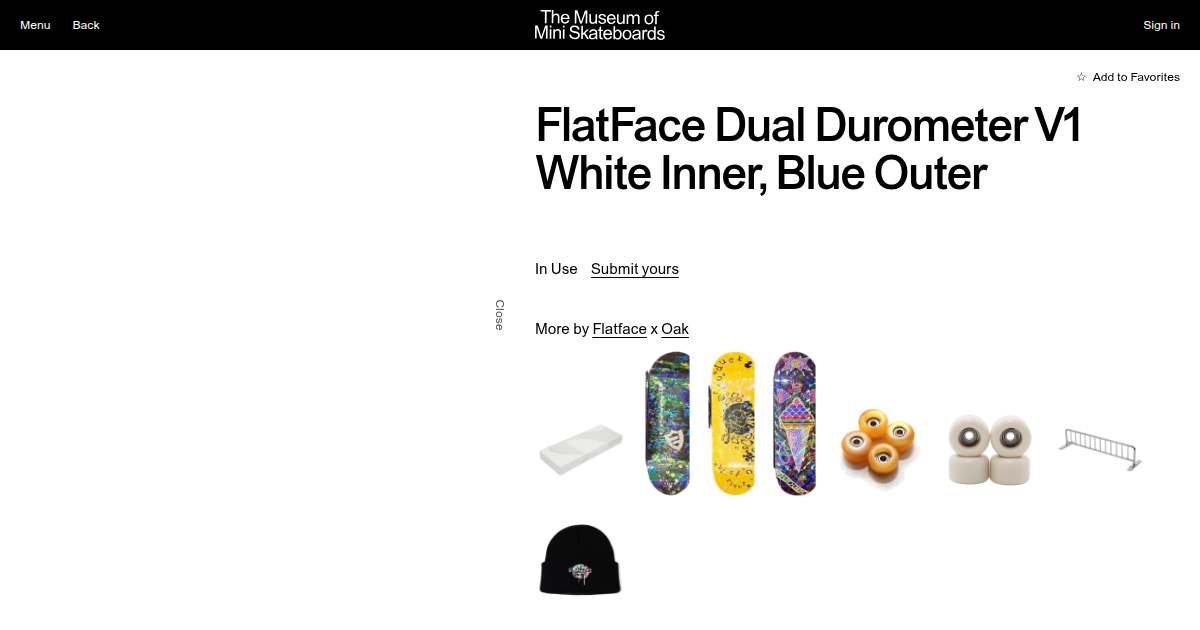 Menu
Back
The Museum of
Mini Skateboards
Sign in
☆ Add to Favorites
FlatFace Dual Durometer V1
White Inner, Blue Outer
In Use Submit yours
Close
More by Flatface x Oak